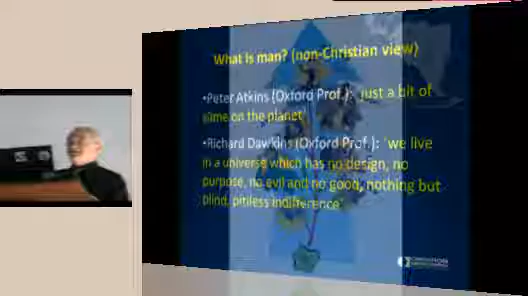 What is man? (non-Christian view)
•Peter Atkins (Oxford Prof.): 'just a bit of
slime on the planet'
•Richard Dawkins (Oxford Prof.): 'we live
in a universe which has no design, no
purpose, no evil and no good, nothing but
blind, pitiless indifference'